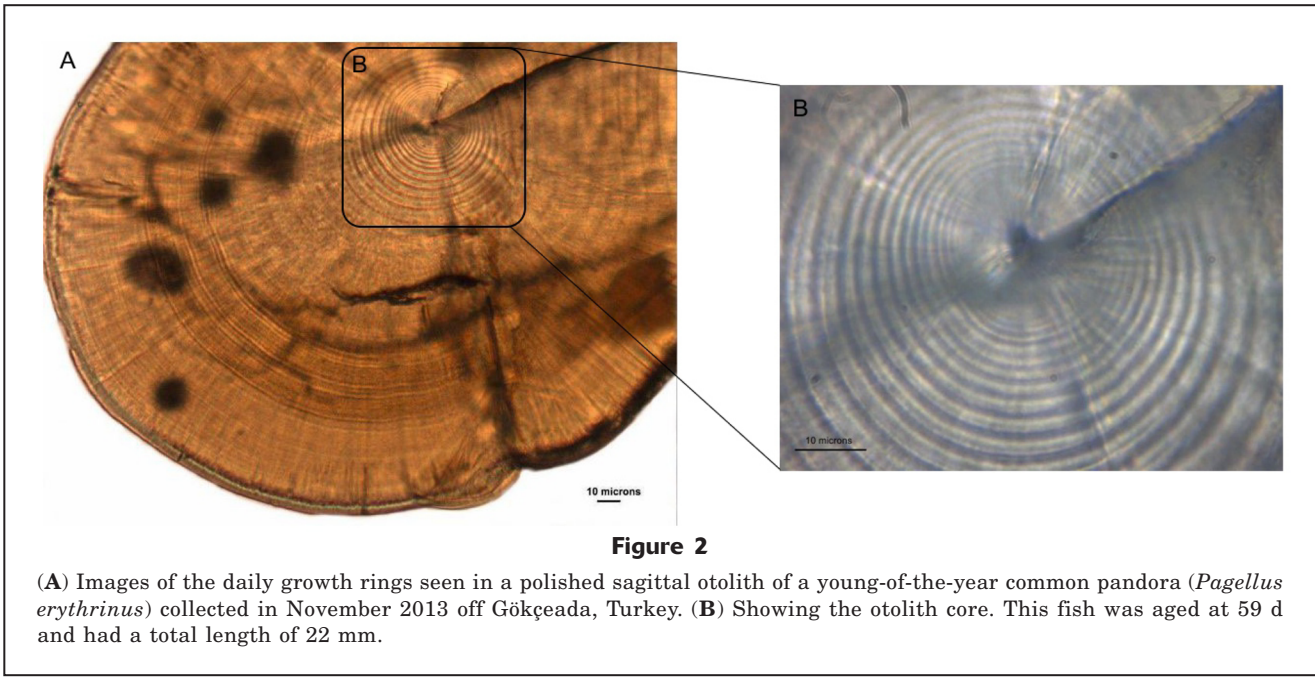 A
B
B
10 microns
10 microns
Figure 2
(A) Images of the daily growth rings seen in a polished sagittal otolith of a young-of-the-year common pandora (Pagellus
erythrinus) collected in November 2013 off Gökçeada, Turkey. (B) Showing the otolith core. This fish was aged at 59 d
and had a total length of 22 mm.